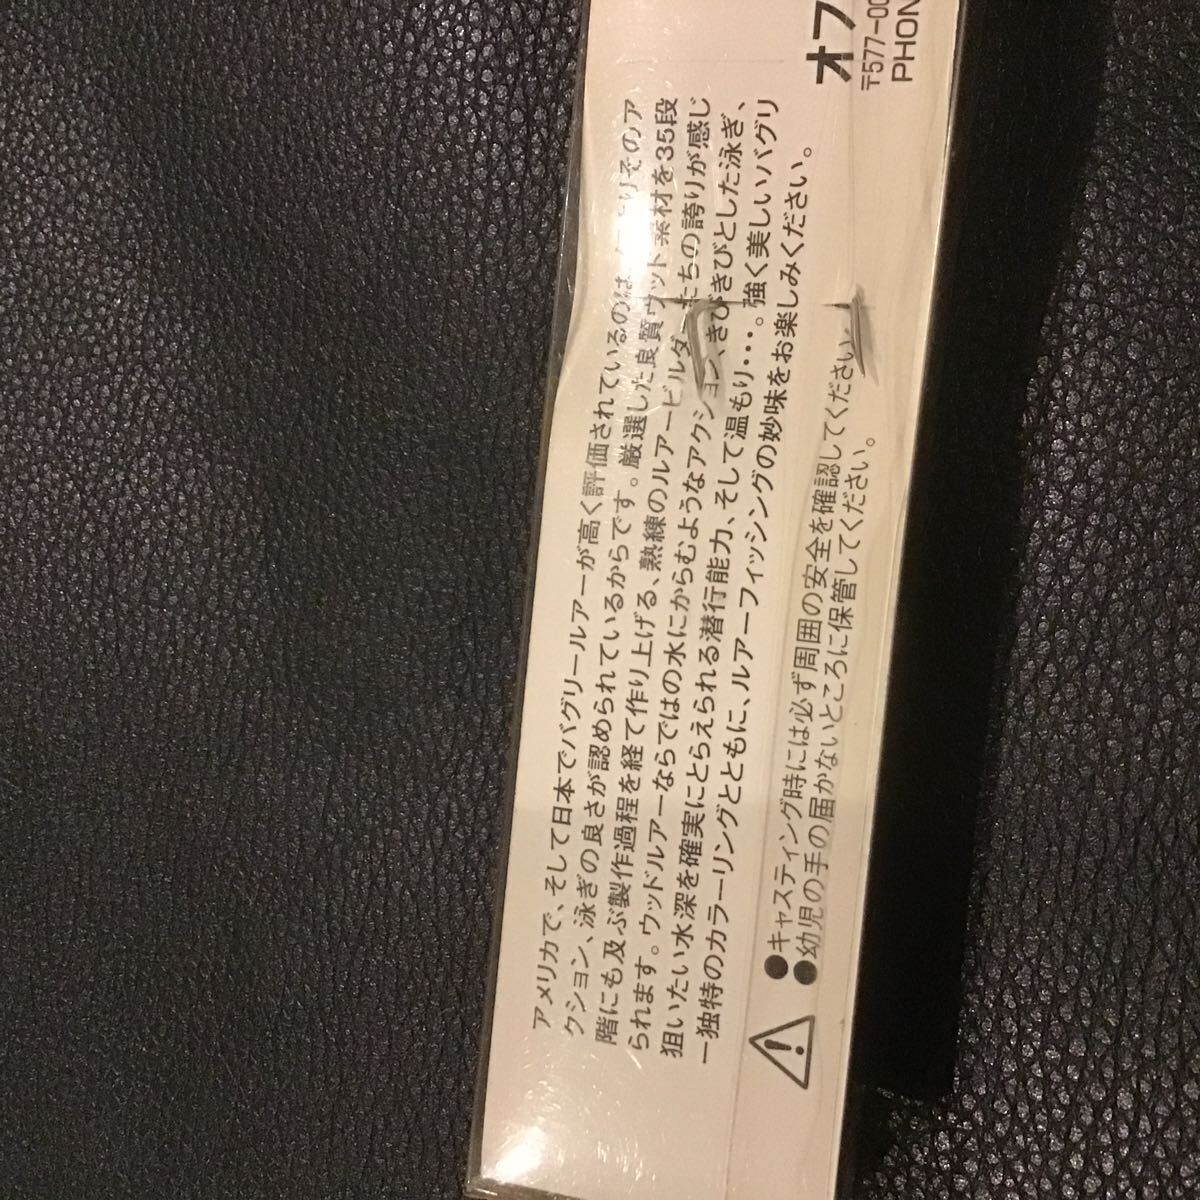 アメリカで、そして日本でバグリールアーが高く評価されているのは、そのア
クション、泳ぎの良さが認められているからです。厳選した良質ウッド素材を35段
階にも及ぶ製作過程を経て作り上げる、熟練のルアービルダーたちの誇りが感じ
られます。ウッドルアーならではの水にからむようなアクション、きびきびとした泳ぎ、
狙いたい水深を確実にとらえられる潜行能力、そして温もり・・・。強く美しいバグリ
ー独特のカラーリングとともに、ルアーフィッシングの妙味をお楽しみください。
●キャスティング時には必ず周囲の安全を確認してください。
●幼児の手の届かないところに保管してください。
オフ
〒577-00
PHON